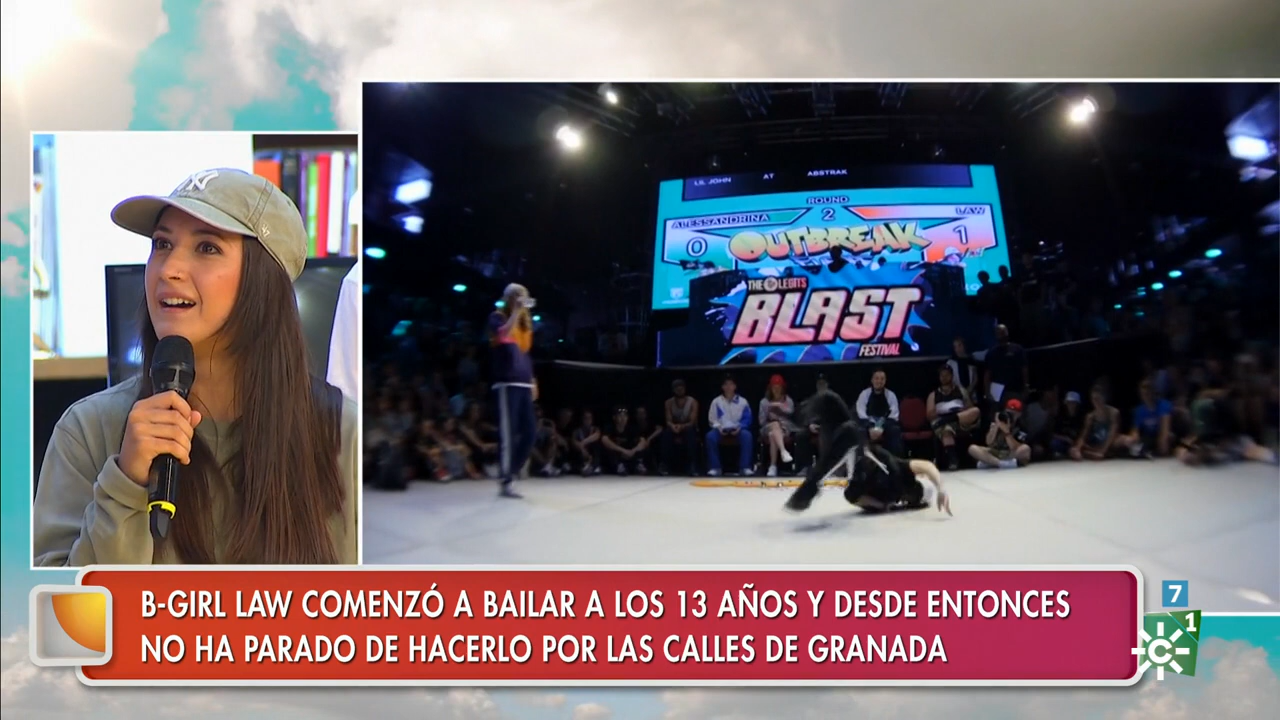 NY
LIL JOHN AT ABSTRAK
ROUND
ALESSANDRINA 2 LAW
0 OUTBREAK 1
THE LEGITS
BLAST
FESTIVAL
B-GIRL LAW COMENZÓ A BAILAR A LOS 13 AÑOS Y DESDE ENTONCES
NO HA PARADO DE HACERLO POR LAS CALLES DE GRANADA
7
1